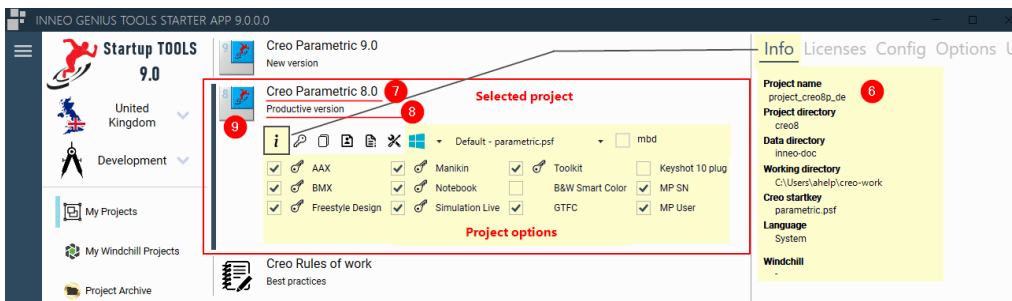 INNEO GENIUS TOOLS STARTER APP 9.0.0.0
Startup TOOLS
9.0
United
Kingdom
Development
My Projects
My Windchill Projects
Project Archive
9
Creo Parametric 9.0
New version
8
Creo Parametric 8.0
7
Productive version
8
9
Selected project
i
Default - parametric.psf
mbd
AAX
Manikin
Toolkit
Keyshot 10 plug
BMX
Notebook
B&W Smart Color
MP SN
Freestyle Design
Simulation Live
GTFC
MP User
Project options
Creo Rules of work
Best practices
Info Licenses Config Options
Project name
project_creo8p_de
6
Project directory
creo8
Data directory
inneo-doc
Working directory
C:\Users\ahelp\creo-work
Creo startkey
parametric.psf
Language
System
Windchill
-